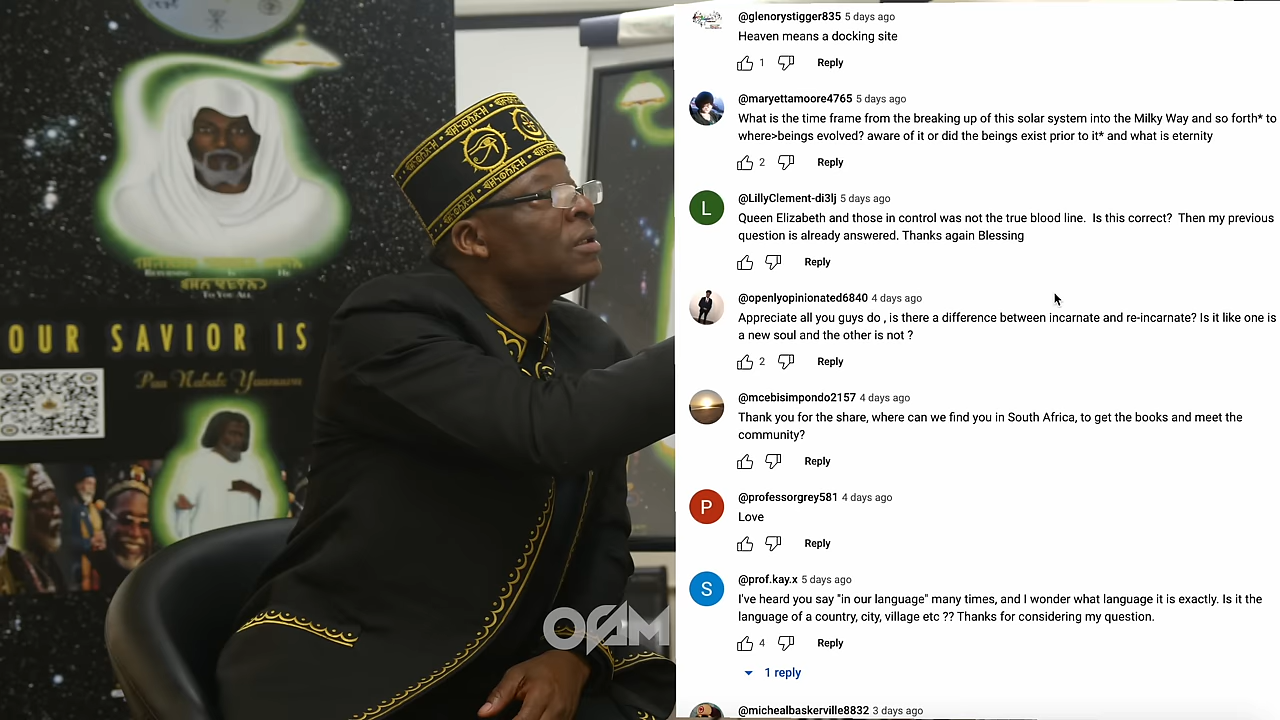 Returning Is He
To You All
OUR SAVIOR IS
OGAM
@glenorystigger835 5 days ago
Heaven means a docking site
1 Reply
@maryettamoore4765 5 days ago
What is the time frame from the breaking up of this solar system into the Milky Way and so forth* to
where>beings evolved? aware of it or did the beings exist prior to it* and what is eternity
2 Reply
L
@LillyClement-di3lj 5 days ago
Queen Elizabeth and those in control was not the true blood line. Is this correct? Then my previous
question is already answered. Thanks again Blessing
Reply
@openlyopinionated6840 4 days ago
Appreciate all you guys do , is there a difference between incarnate and re-incarnate? Is it like one is
a new soul and the other is not ?
2 Reply
@mcebisimpondo2157 4 days ago
Thank you for the share, where can we find you in South Africa, to get the books and meet the
community?
Reply
P
@professorgrey581 4 days ago
Love
Reply
S
@prof.kay.x 5 days ago
I've heard you say "in our language" many times, and I wonder what language it is exactly. Is it the
language of a country, city, village etc ?? Thanks for considering my question.
4 Reply
1 reply
@michealbaskerville8832 3 days ago